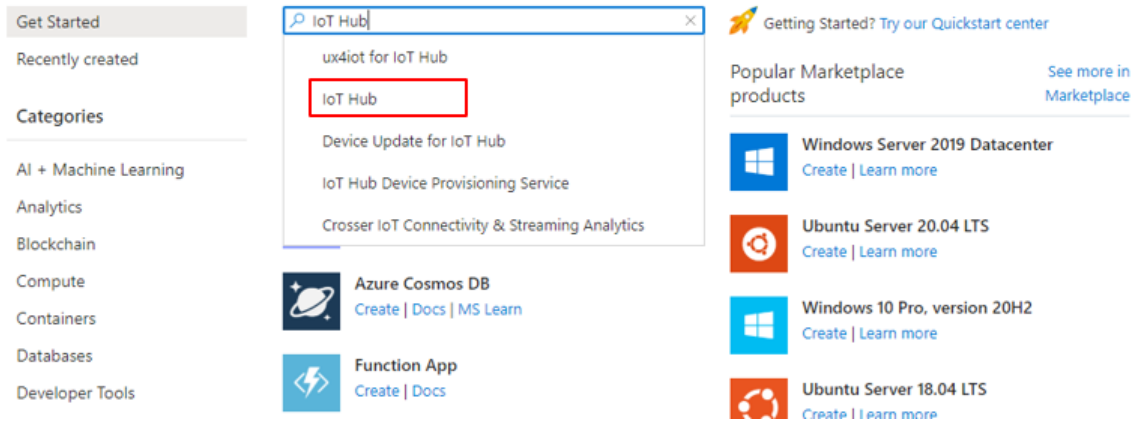 Get Started
Recently created
Categories
AI + Machine Learning
Analytics
Blockchain
Compute
Containers
Databases
Developer Tools
IoT Hub
ux4iot for IoT Hub
IoT Hub
Device Update for IoT Hub
IoT Hub Device Provisioning Service
Crosser IoT Connectivity & Streaming Analytics
Azure Cosmos DB
Create | Docs | MS Learn
Function App
Create | Docs
Getting Started? Try our Quickstart center
Popular Marketplace
products
See more in
Marketplace
Windows Server 2019 Datacenter
Create | Learn more
Ubuntu Server 20.04 LTS
Create | Learn more
Windows 10 Pro, version 20H2
Create | Learn more
Ubuntu Server 18.04 LTS
Create | Learn more